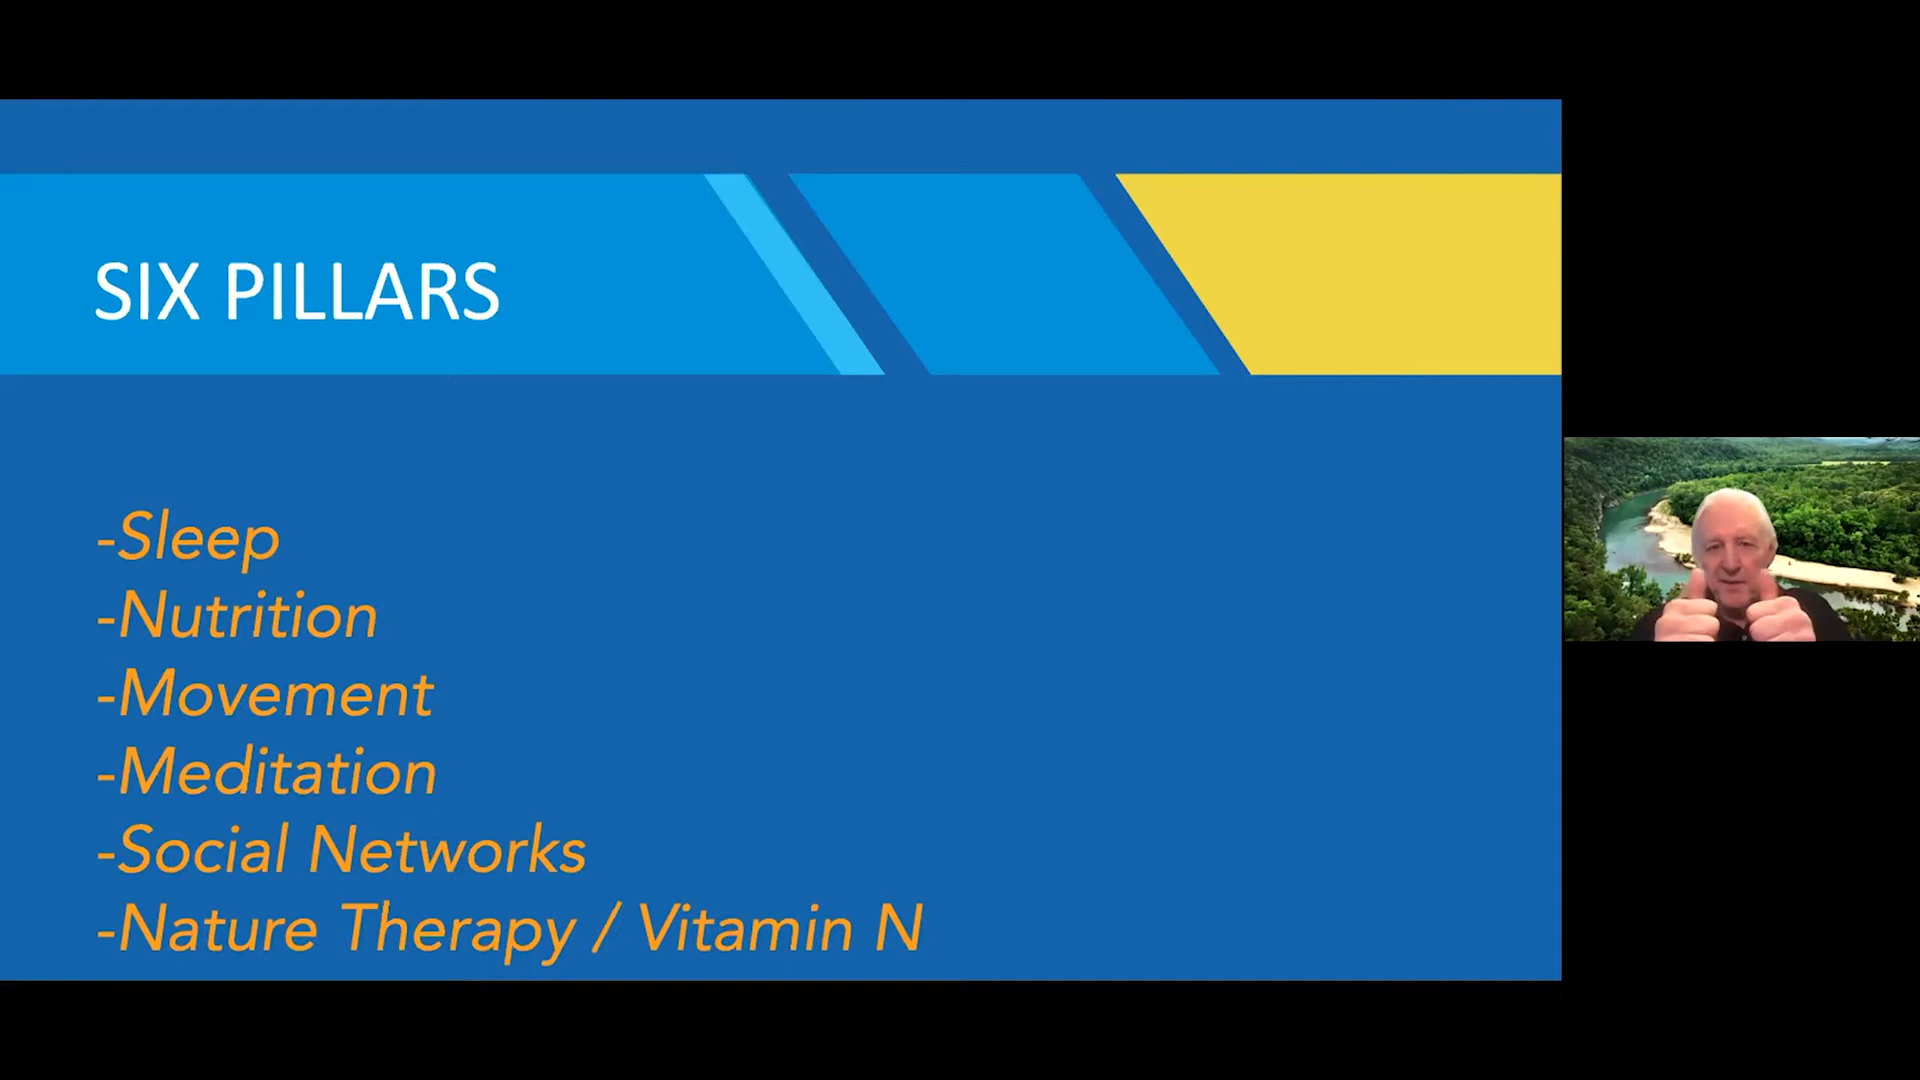 SIX PILLARS
-Sleep
-Nutrition
-Movement
-Meditation
-Social Networks
-Nature Therapy / Vitamin N